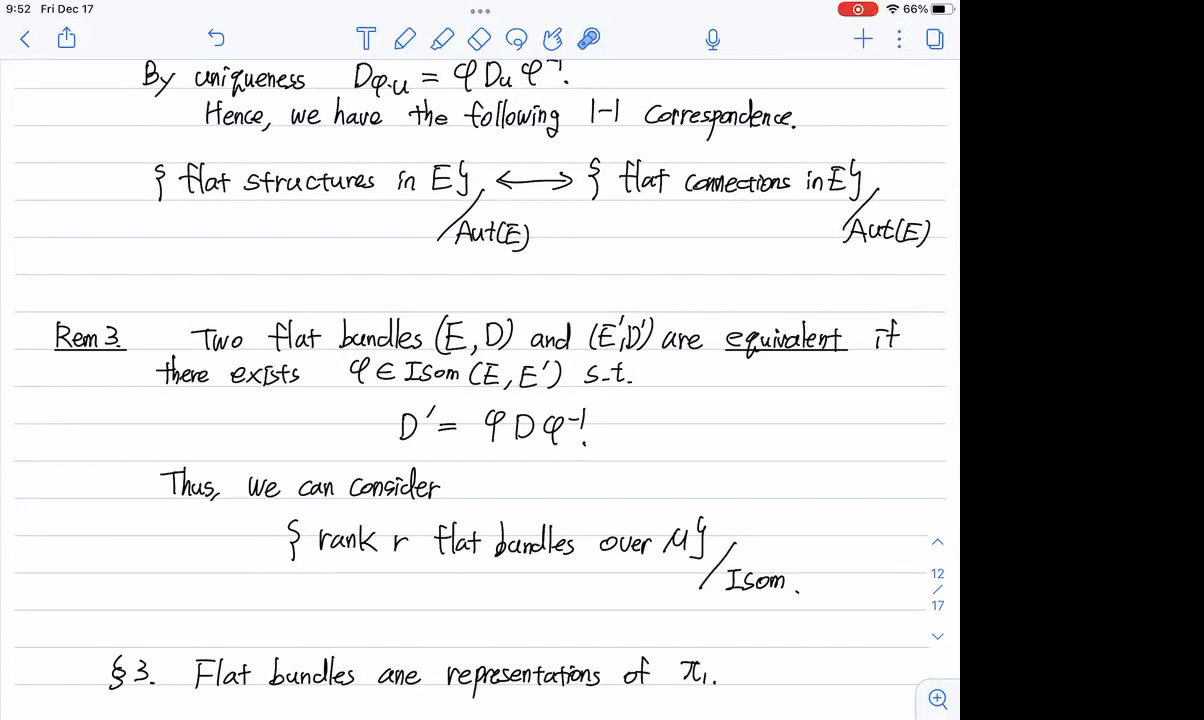 9:52 Fri Dec 17
66%
By uniqueness D_{φ·U} = φ D_U φ⁻¹.
Hence, we have the following 1-1 correspondence.
{ flat structures in E } / Aut(E) ⟷ { flat connections in E } / Aut(E)
Rem 3. Two flat bundles (E, D) and (E', D') are equivalent if
there exists φ ∈ Isom (E, E') s.t.
D' = φ D φ⁻¹.
Thus, we can consider
{ rank r flat bundles over M } / Isom.
12
/
17
§ 3. Flat bundles are representations of π₁.